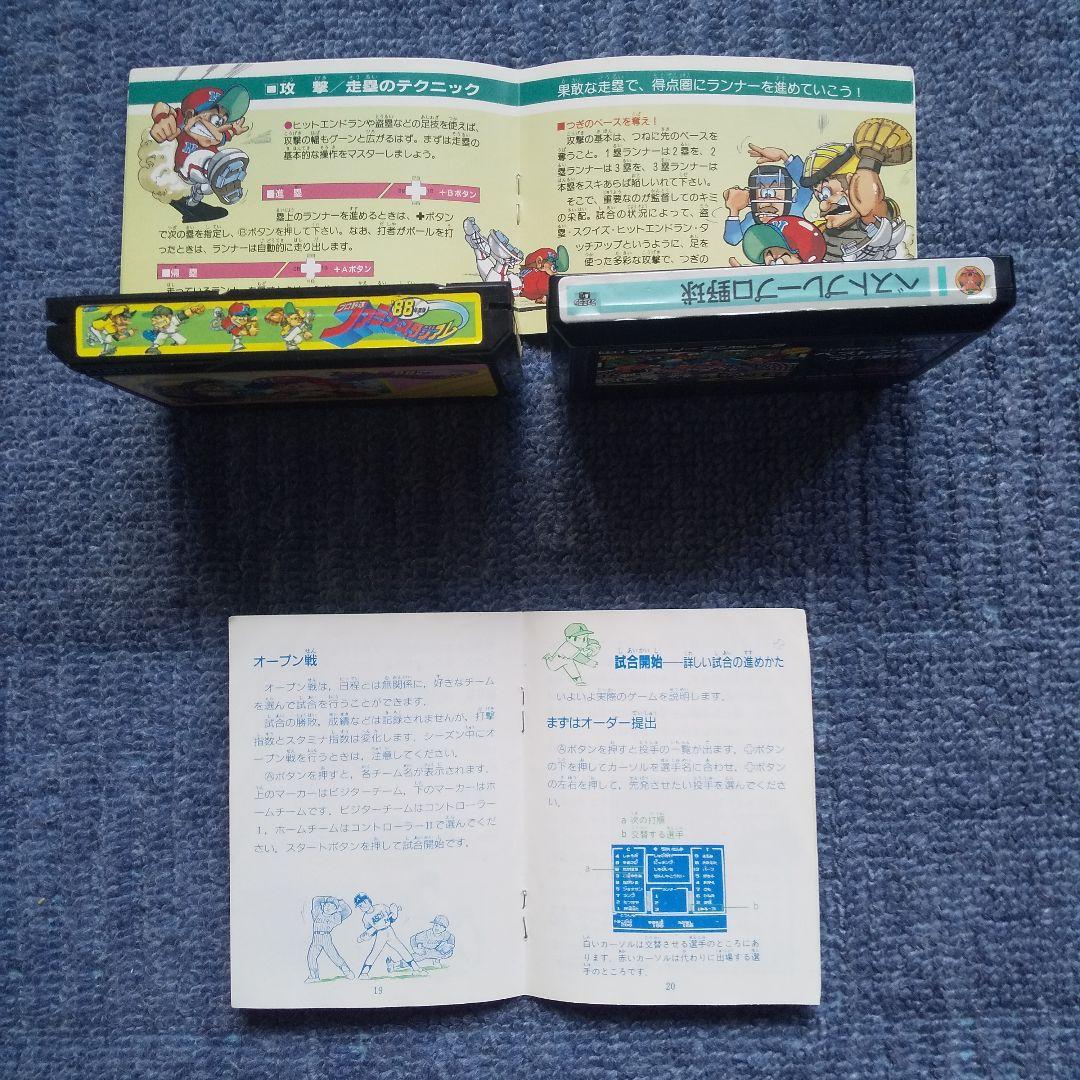 ■攻 撃／走塁のテクニック
●ヒットエンドランや盗塁などの足技を使えば、
攻撃の幅もグーンと広がるはず。まずは走塁の
基本的な操作をマスターしましょう。
■進 塁
＋Bボタン
塁上のランナーを進めるときは、✚ボタン
で次の塁を指定し、Ⓑボタンを押して下さい。なお、打者がボールを打
ったときは、ランナーは自動的に走り出します。
■帰 塁
＋Aボタン
果敢な走塁で、得点圏にランナーを進めていこう！
■つぎのベースを奪え！
攻撃の基本は、つねに先のベースを
奪うこと。1塁ランナーは2塁を、2
塁ランナーは3塁を、3塁ランナーは
本塁をスキあらば陥しいれて下さい。
そこで、重要なのが監督してのキミ
の采配。試合の状況によって、盗
塁・スクイズ・ヒットエンドラン・タ
ッチアップというように、足を
使った多彩な攻撃で、つぎの
プロ野球
'88
ファミリースタジアム
ベストプレープロ野球
オープン戦
オープン戦は，日程とは無関係に，好きなチーム
を選んで試合を行うことができます．
試合の勝敗，成績などは記録されませんが，打撃
指数とスタミナ指数は変化します．シーズン中にオ
ープン戦を行うときは，注意してください．
Ⓐボタンを押すと，各チーム名が表示されます．
上のマーカーはビジターチーム，下のマーカーはホ
ームチームです．ビジターチームはコントローラー
Ⅰ，ホームチームはコントローラーⅡで選んでくだ
さい．スタートボタンを押して試合開始です．
19
試合開始——詳しい試合の進めかた
いよいよ実際のゲームを説明します．
まずはオーダー提出
Ⓐボタンを押すと投手の一覧が出ます．✚ボタン
の下を押してカーソルを選手名に合わせ，✚ボタン
の左右を押して，先発させたい投手を選んでくださ
い．
a 次の打順
b 交替する選手
a
b
白いカーソルは交替させる選手のところにあ
ります．赤いカーソルは代わりに出場する選
手のところです．
20